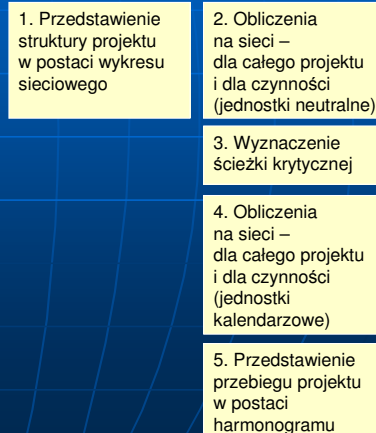 1. Przedstawienie
struktury projektu
w postaci wykresu
sieciowego
2. Obliczenia
na sieci –
dla całego projektu
i dla czynności
(jednostki neutralne)
3. Wyznaczenie
ścieżki krytycznej
4. Obliczenia
na sieci –
dla całego projektu
i dla czynności
(jednostki
kalendarzowe)
5. Przedstawienie
przebiegu projektu
w postaci
harmonogramu